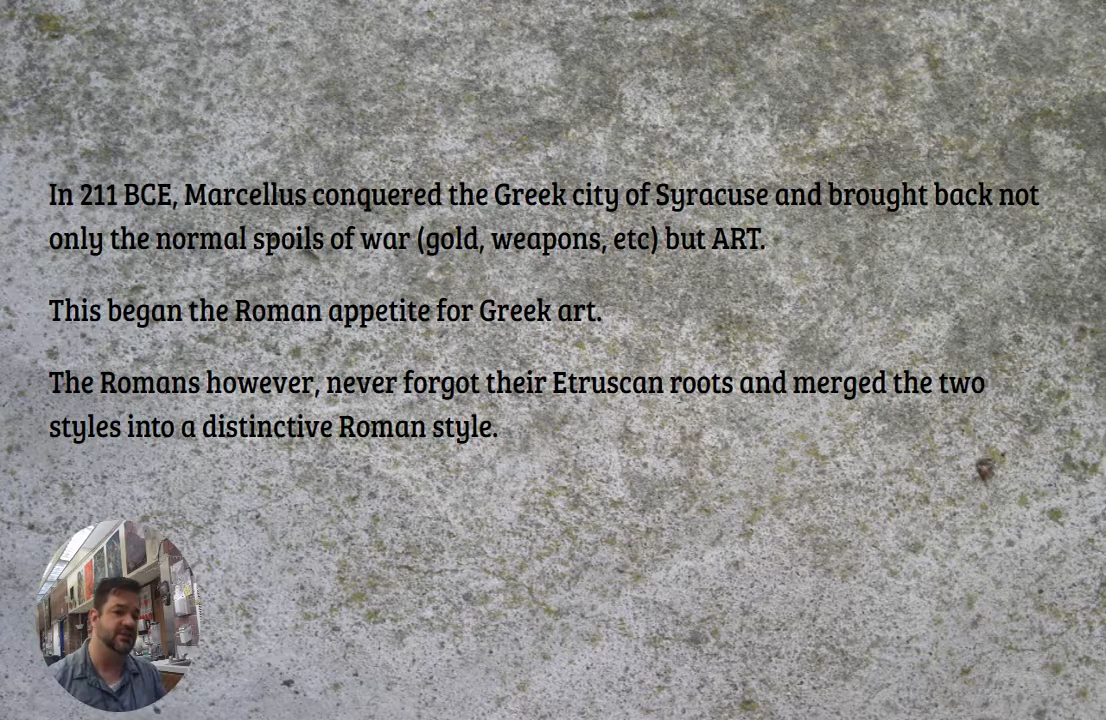 In 211 BCE, Marcellus conquered the Greek city of Syracuse and brought back not
only the normal spoils of war (gold, weapons, etc) but ART.
This began the Roman appetite for Greek art.
The Romans however, never forgot their Etruscan roots and merged the two
styles into a distinctive Roman style.